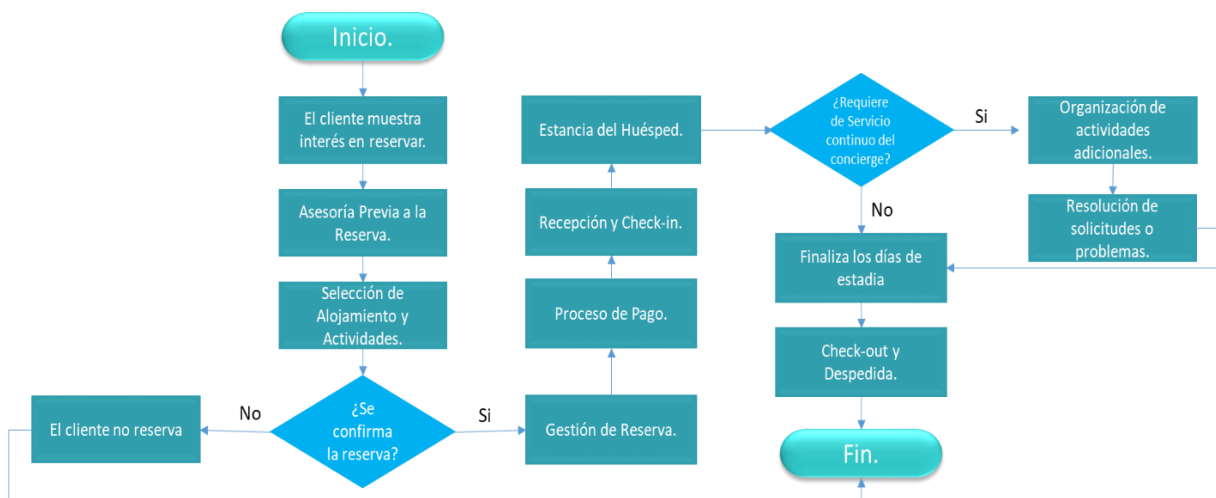 Inicio.
El cliente muestra
interés en reservar.
Asesoría Previa a la
Reserva.
Selección de
Alojamiento y
Actividades.
¿Se
confirma
la reserva?
No
El cliente no reserva
Si
Gestión de Reserva.
Proceso de Pago.
Recepción y Check-in.
Estancia del Huésped.
¿Requiere
de Servicio
continuo del
concierge?
Si
Organización de
actividades
adicionales.
Resolución de
solicitudes o
problemas.
No
Finaliza los días de
estadia
Check-out y
Despedida.
Fin.